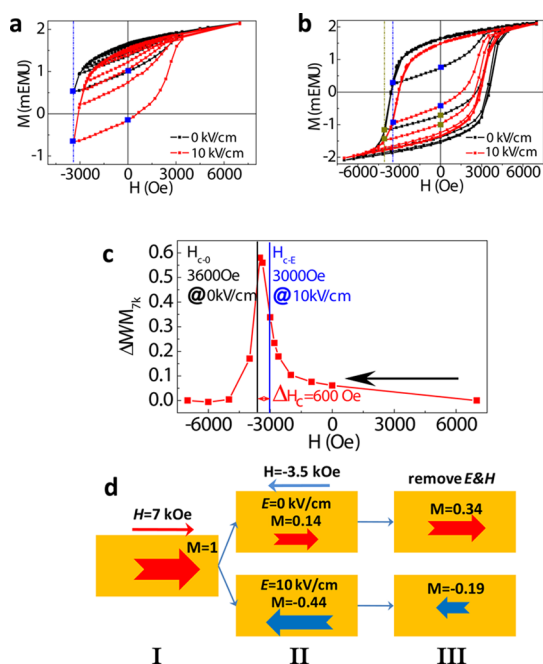 a
M (mEMU)
2
1
0
-1
0 kV/cm
10 kV/cm
-3000 0 3000 6000
H (Oe)
b
M (mEMU)
2
1
0
-1
-2
0 kV/cm
10 kV/cm
-6000 -3000 0 3000 6000
H (Oe)
c
ΔM/M7k
0.6
0.5
0.4
0.3
0.2
0.1
0.0
Hc-0
3600Oe
@0kV/cm
Hc-E
3000Oe
@10kV/cm
ΔHC=600 Oe
-6000 -3000 0 3000 6000
H (Oe)
d
H=7 kOe
M=1
H=-3.5 kOe
E=0 kV/cm
M=0.14
E=10 kV/cm
M=-0.44
remove E&H
M=0.34
M=-0.19
I II III